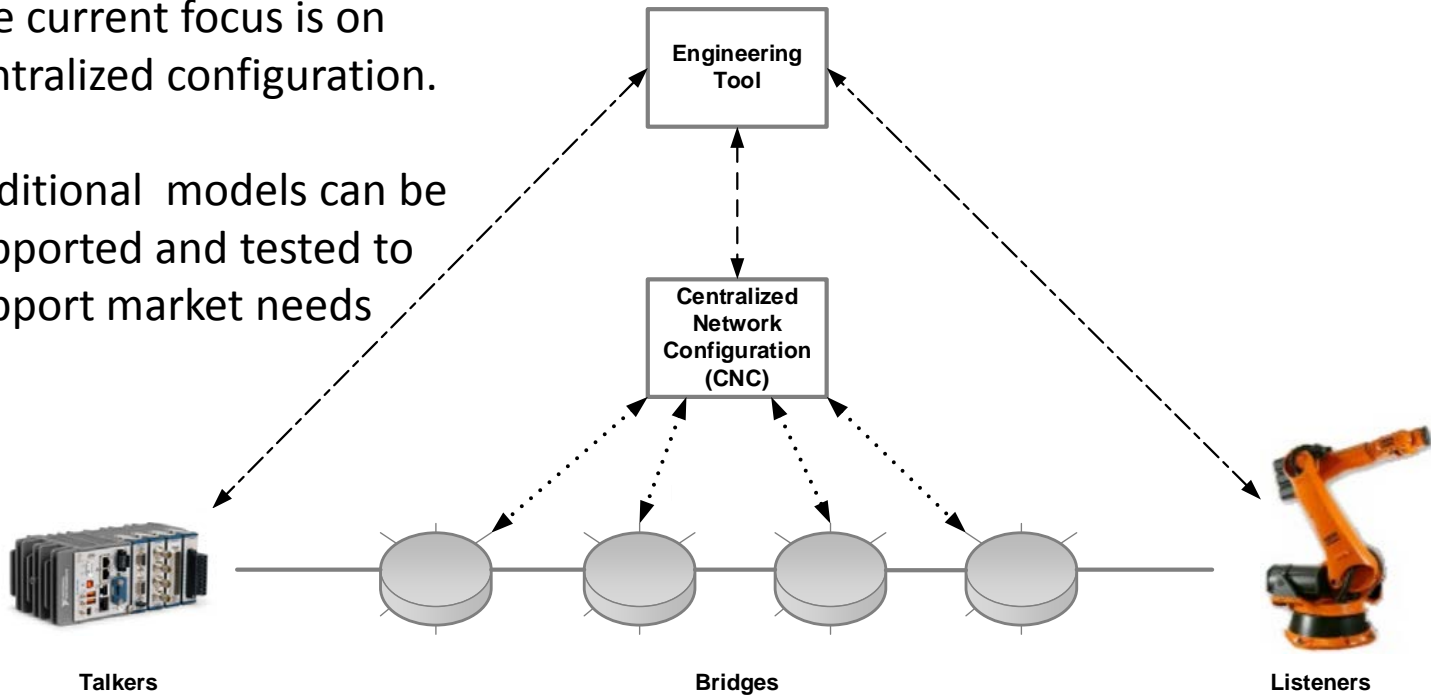 e current focus is on
ntralized configuration.
ditional models can be
pported and tested to
pport market needs
Engineering
Tool
Centralized
Network
Configuration
(CNC)
Talkers
Bridges
Listeners